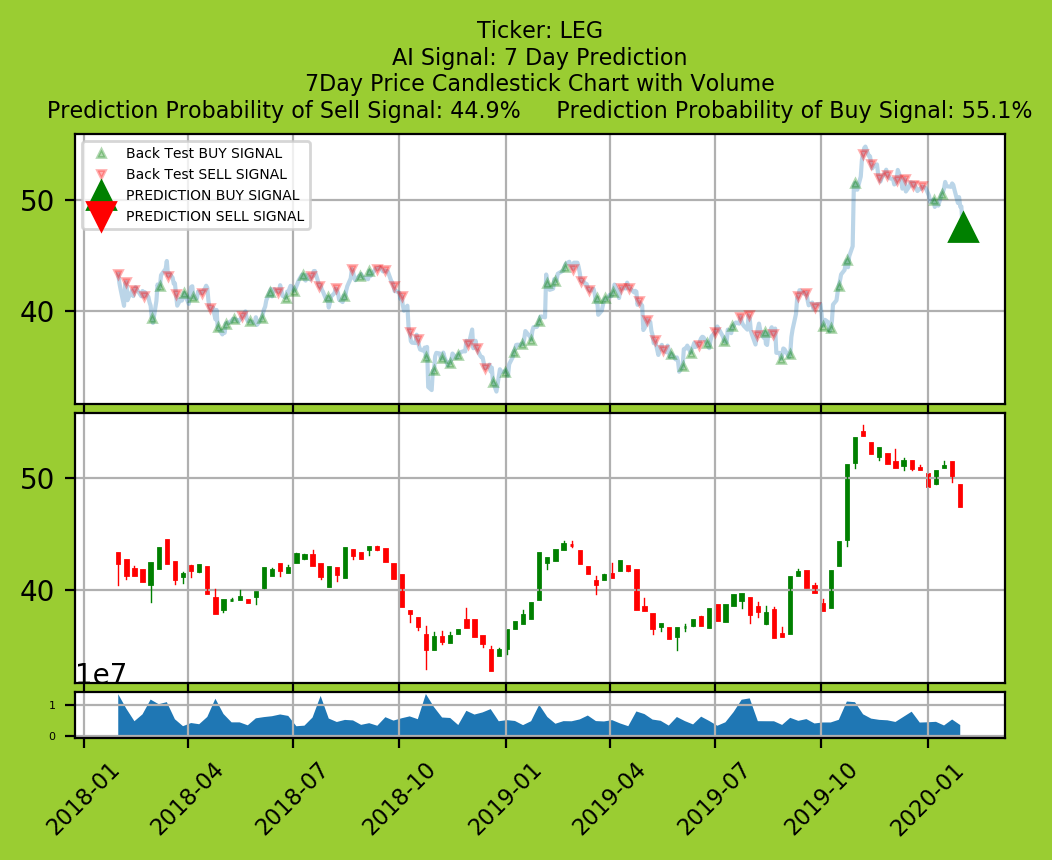 Ticker: LEG
AI Signal: 7 Day Prediction
7Day Price Candlestick Chart with Volume
Prediction Probability of Sell Signal: 44.9%      Prediction Probability of Buy Signal: 55.1%
Back Test BUY SIGNAL
Back Test SELL SIGNAL
PREDICTION BUY SIGNAL
PREDICTION SELL SIGNAL
50
40
50
40
1e7
1
0
2018-01
2018-04
2018-07
2018-10
2019-01
2019-04
2019-07
2019-10
2020-01